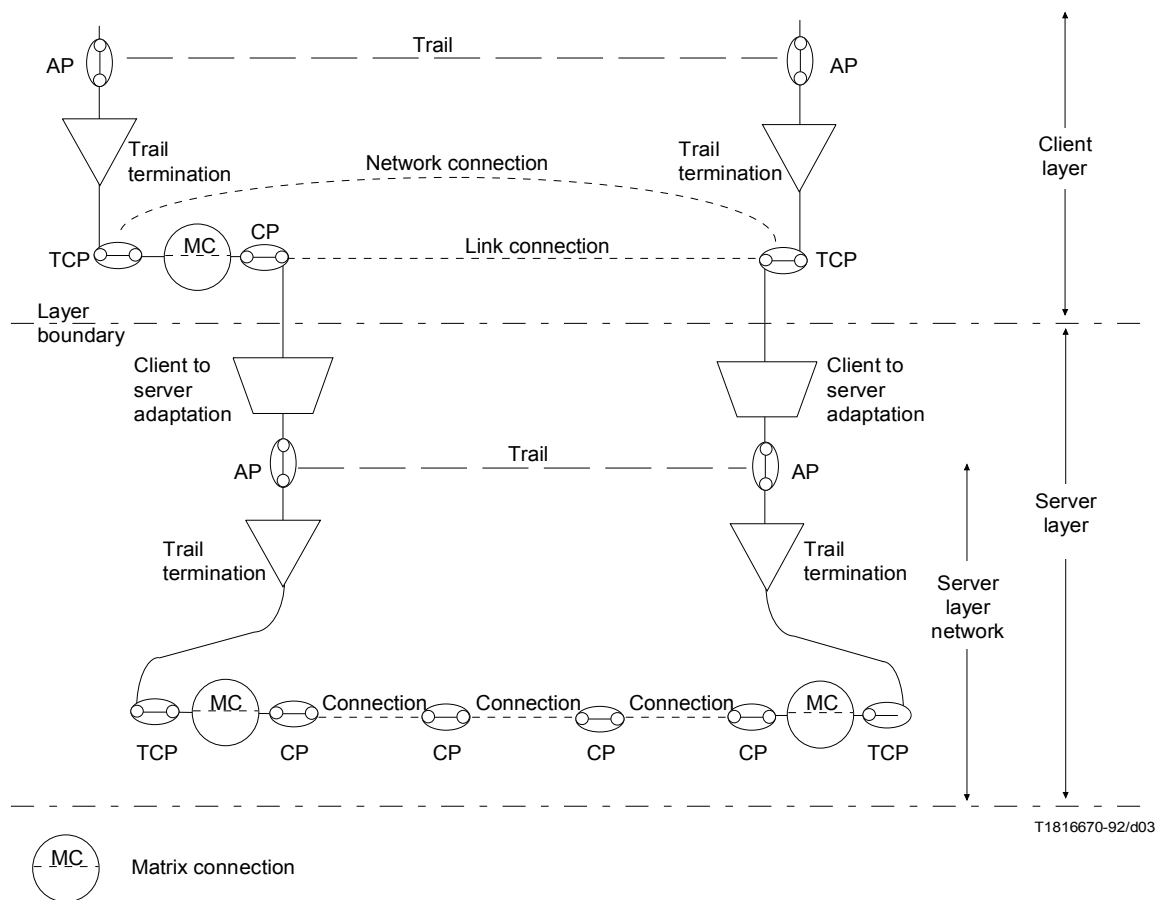 Trail
AP
AP
Trail
termination
Trail
termination
Client
layer
Network connection
CP
MC
Link connection
TCP
TCP
Layer
boundary
Client to
server
adaptation
Client to
server
adaptation
Trail
AP
AP
Server
layer
Trail
termination
Trail
termination
Server
layer
network
MC
Connection
Connection
Connection
MC
TCP
CP
CP
CP
CP
TCP
T1816670-92/d03
MC
Matrix connection